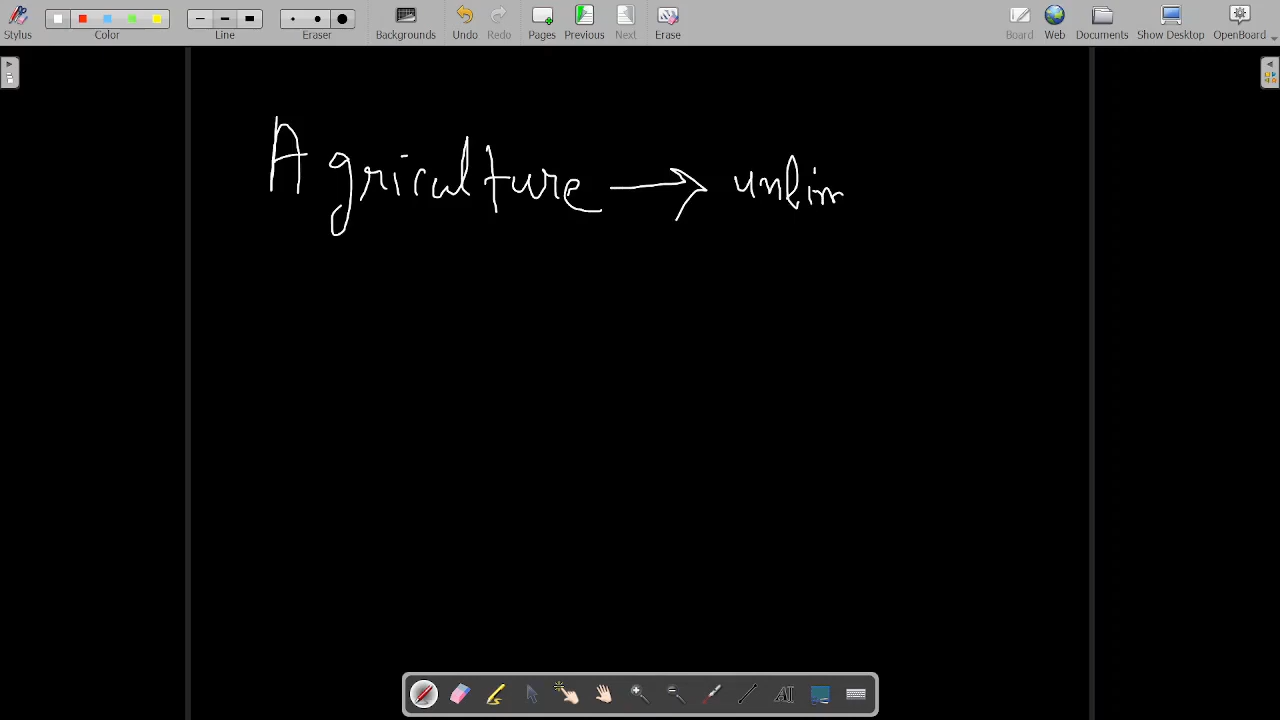 Stylus Color Line Eraser Backgrounds Undo Redo Pages Previous Next Erase Board Web Documents Show Desktop OpenBoard
Agriculture → unlim
AI